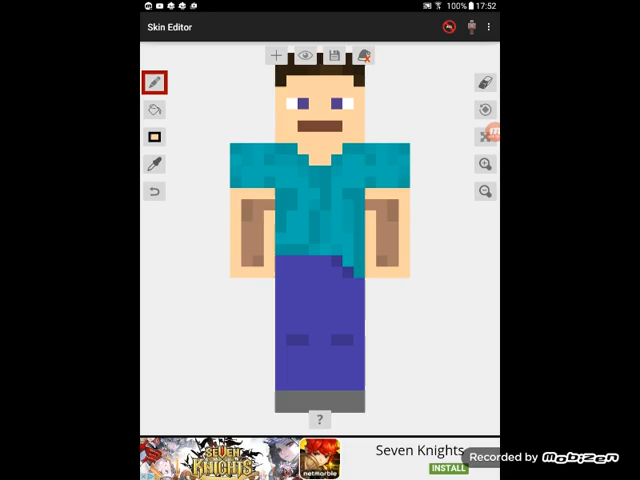 100% 17:52
Skin Editor
?
SEVEN
KNIGHTS
netmarble
Seven Knights
INSTALL
Recorded by mobizen